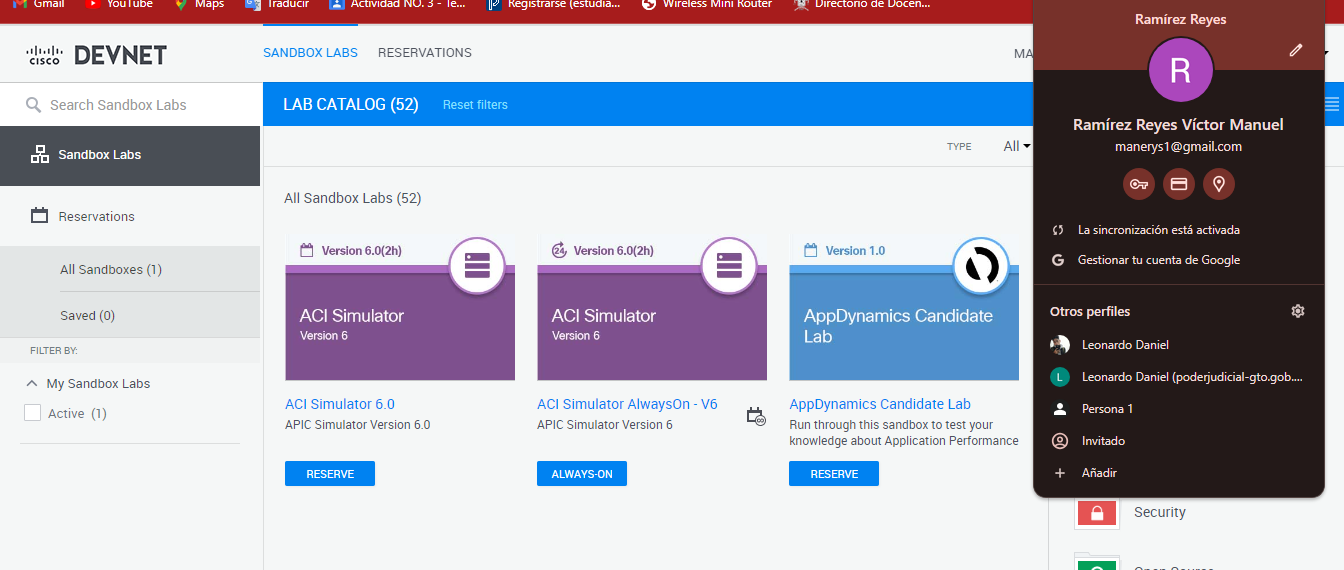 Gmail
YouTube
Maps
Traducir
Actividad NO. 3 - Te...
Registrarse (estudia...
Wireless Mini Router
Directorio de Docen...
CISCO DEVNET
SANDBOX LABS
RESERVATIONS
MA
Search Sandbox Labs
Sandbox Labs
Reservations
All Sandboxes (1)
Saved (0)
FILTER BY:
My Sandbox Labs
Active (1)
LAB CATALOG (52)
Reset filters
TYPE
All
All Sandbox Labs (52)
Version 6.0(2h)
ACI Simulator
Version 6
ACI Simulator 6.0
APIC Simulator Version 6.0
RESERVE
24
Version 6.0(2h)
ACI Simulator
Version 6
ACI Simulator AlwaysOn - V6
APIC Simulator Version 6
ALWAYS-ON
Version 1.0
AppDynamics Candidate
Lab
AppDynamics Candidate Lab
Run through this sandbox to test your
knowledge about Application Performance
RESERVE
Ramírez Reyes
R
Ramírez Reyes Víctor Manuel
manerys1@gmail.com
La sincronización está activada
G
Gestionar tu cuenta de Google
Otros perfiles
Leonardo Daniel
L
Leonardo Daniel (poderjudicial-gto.gob....
Persona 1
Invitado
Añadir
Security